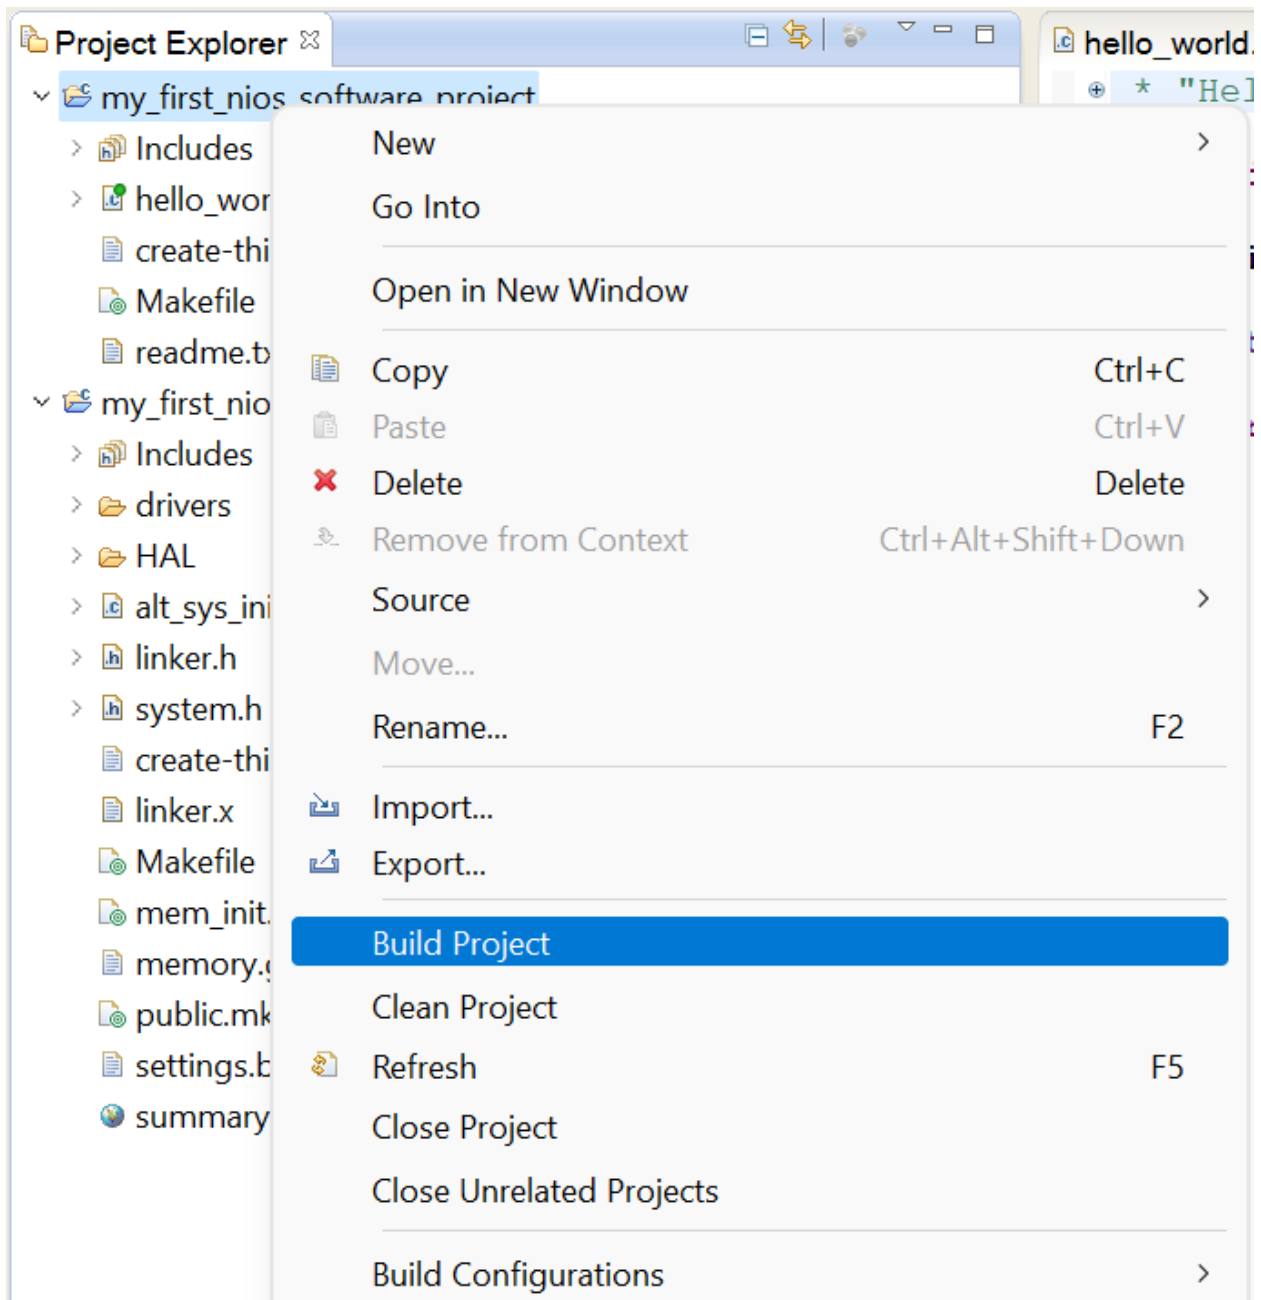 Project Explorer
hello_world.
my_first_nios_software_project
* "Hel
Includes
hello_wor
create-thi
Makefile
readme.tx
my_first_nio
Includes
drivers
HAL
alt_sys_ini
linker.h
system.h
create-thi
linker.x
Makefile
mem_init.
memory.g
public.mk
settings.b
summary
New
Go Into
Open in New Window
Copy Ctrl+C
Paste Ctrl+V
Delete Delete
Remove from Context Ctrl+Alt+Shift+Down
Source
Move...
Rename... F2
Import...
Export...
Build Project
Clean Project
Refresh F5
Close Project
Close Unrelated Projects
Build Configurations